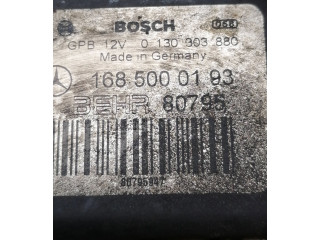 BOSCH
GPB 12V 0 130 303 880
Made in Germany
168 500 01 93
BEHR 80795